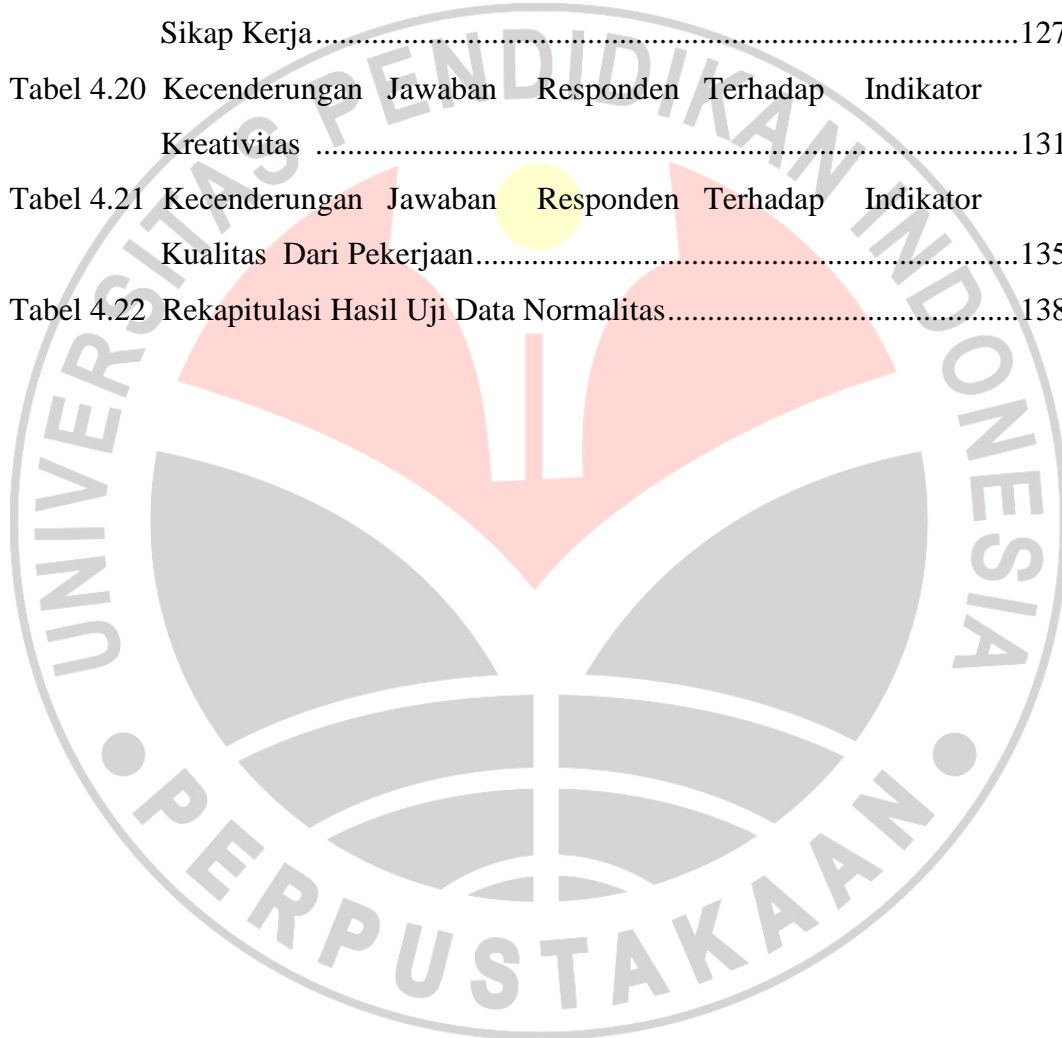 Sikap Kerja..........................................................................................127
Tabel 4.20 Kecenderungan Jawaban Responden Terhadap Indikator
Kreativitas ..........................................................................................131
Tabel 4.21 Kecenderungan Jawaban Responden Terhadap Indikator
Kualitas Dari Pekerjaan......................................................................135
Tabel 4.22 Rekapitulasi Hasil Uji Data Normalitas.............................................138
UNIVERSITAS PENDIDIKAN INDONESIA
PERPUSTAKAAN